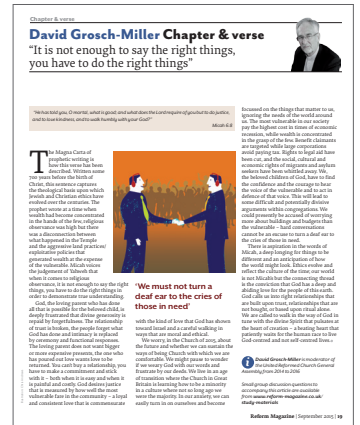 Chapter & verse
David Grosch-Miller Chapter & verse
“It is not enough to say the right things,
you have to do the right things”
“He has told you, O mortal, what is good; and what does the Lord require of you but to do justice,
and to love kindness, and to walk humbly with your God?”
Micah 6:8
The Magna Carta of
prophetic writing is
how this verse has been
described. Written some
700 years before the birth of
Christ, this sentence captures
the theological basis upon which
Jewish and Christian ethics have
evolved over the centuries. The
prophet wrote at a time when
wealth had become concentrated
in the hands of the few, religious
observance was high but there
was a disconnection between
what happened in the Temple
and the aggressive land practices/
exploitative policies that
generated wealth at the expense
of the vulnerable. Micah voices
the judgement of Yahweh that
when it comes to religious
observance, it is not enough to say the right
things, you have to do the right things in
order to demonstrate true understanding.
God, the loving parent who has done
all that is possible for the beloved child, is
deeply frustrated that divine generosity is
repaid by forgetfulness. The relationship
of trust is broken, the people forget what
God has done and intimacy is replaced
by ceremony and functional responses.
The loving parent does not want bigger
or more expensive presents, the one who
has poured out love wants love to be
returned. You can't buy a relationship, you
have to make a commitment and stick
with it – both when it is easy and when it
is painful and costly. God desires justice
that is measured by how well the most
vulnerable fare in the community – a loyal
and consistent love that is commensurate
‘We must not turn a
deaf ear to the cries of
those in need’
with the kind of love that God has shown
toward Israel and a careful walking in
ways that are moral and ethical.
We worry, in the Church of 2015, about
the future and whether we can sustain the
ways of being Church with which we are
comfortable. We might pause to wonder
if we weary God with our words and
frustrate by our deeds. We live in an age
of transition where the Church in Great
Britain is learning how to be a minority
in a culture where not so long ago we
were the majority. In our anxiety, we can
easily turn in on ourselves and become
focussed on the things that matter to us,
ignoring the needs of the world around
us. The most vulnerable in our society
pay the highest cost in times of economic
recession, while wealth is concentrated
in the grasp of the few. Benefit claimants
are targeted while large corporations
avoid paying tax. Rights to legal aid have
been cut, and the social, cultural and
economic rights of migrants and asylum
seekers have been whittled away. We,
the beloved children of God, have to find
the confidence and the courage to hear
the voice of the vulnerable and to act in
defence of that voice. This will lead to
some difficult and potentially divisive
arguments within congregations. We
could presently be accused of worrying
more about buildings and budgets than
the vulnerable – hard conversations
cannot be an excuse to turn a deaf ear to
the cries of those in need.
There is aspiration in the words of
Micah, a deep longing for things to be
different and an anticipation of how
the world might look. Ethics evolve and
reflect the culture of the time; our world
is not Micah's but the connecting thread
is the conviction that God has a deep and
abiding love for the people of this earth.
God calls us into right relationships that
are built upon trust, relationships that are
not bought, or based upon ritual alone.
We are called to walk in the way of God in
tune with the divine Spirit that pulsates at
the heart of creation – a beating heart that
patiently waits for the human race to live
God-centred and not self-centred lives.
David Grosch-Miller is moderator of
the United Reformed Church General
Assembly from 2014 to 2016.
Small group discussion questions to
accompany this article are available
from www.reform-magazine.co.uk/
study-materials
Reform Magazine | September 2015 | 19